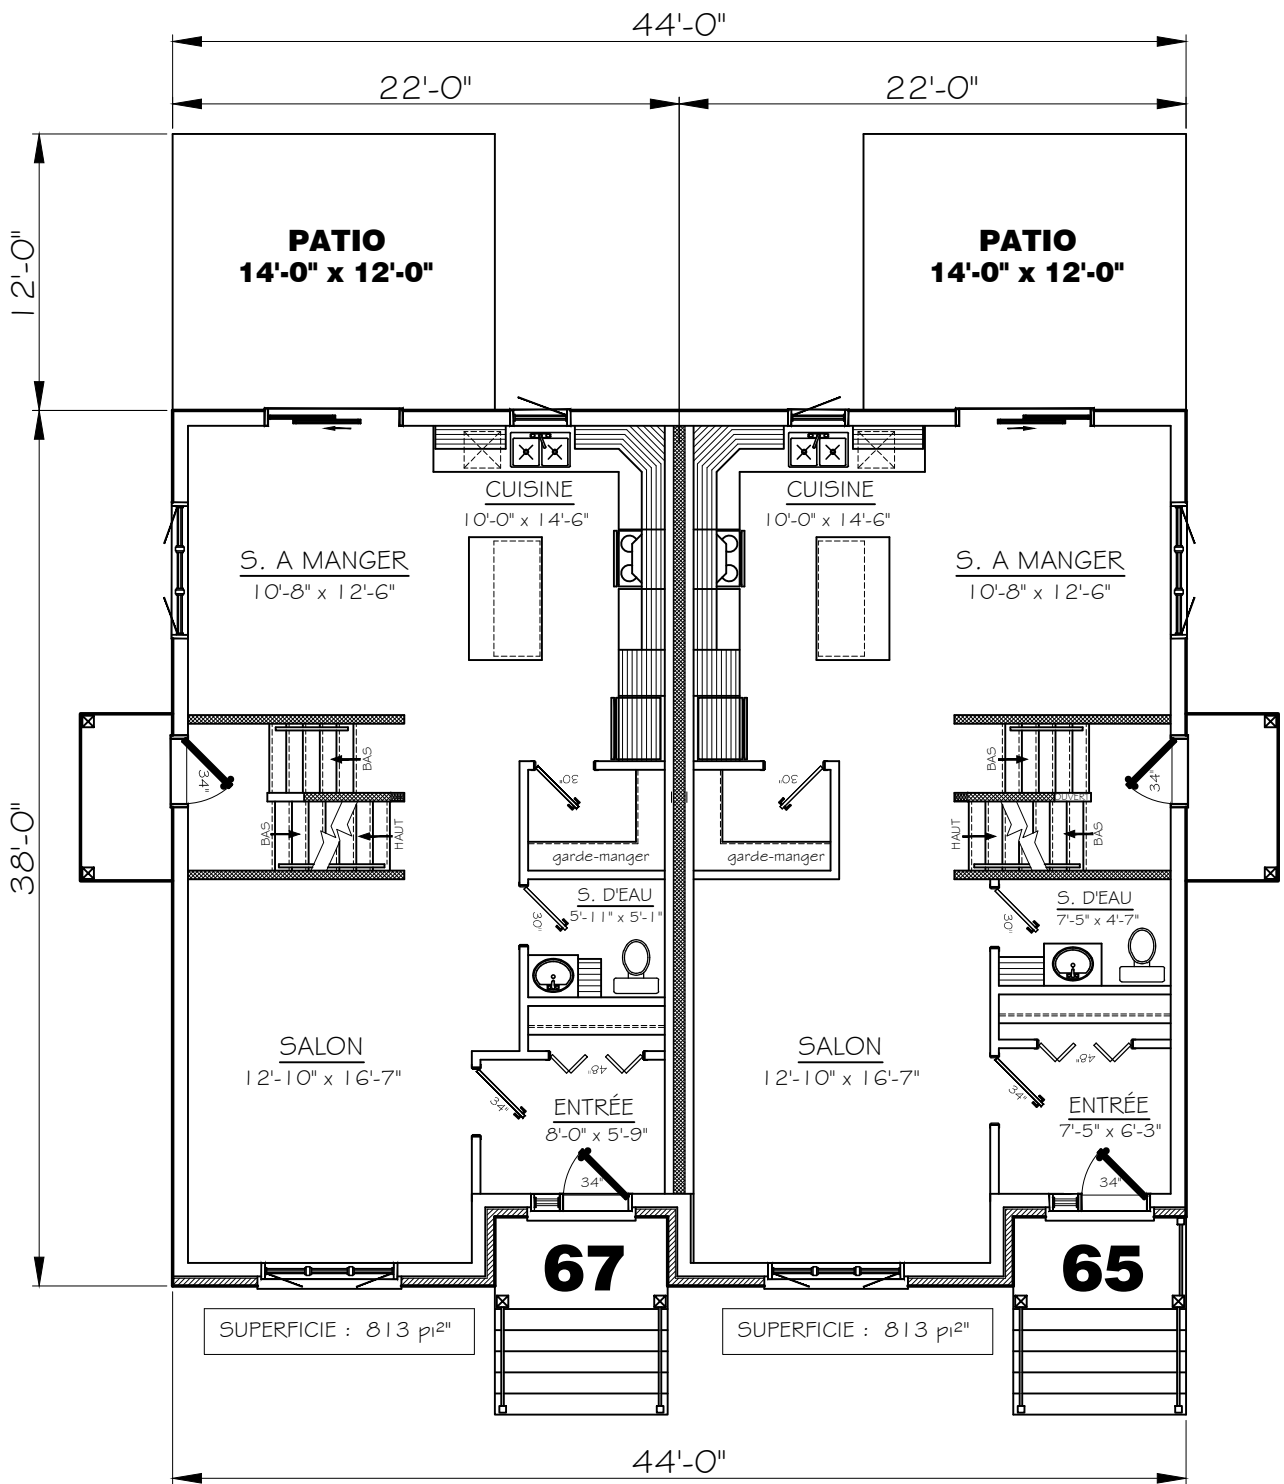 44'-0"
22'-0" 22'-0"
12'-0"
PATIO
14'-0" x 12'-0"
PATIO
14'-0" x 12'-0"
38'-0"
CUISINE
10'-0" x 14'-6"
CUISINE
10'-0" x 14'-6"
S. A MANGER
10'-8" x 12'-6"
S. A MANGER
10'-8" x 12'-6"
34"
BAS
BAS
HAUT
30"
garde-manger
30"
garde-manger
BAS
OUVERT
HAUT
BAS
34"
30"
S. D'EAU
5'-11" x 5'-1"
30"
S. D'EAU
7'-5" x 4'-7"
SALON
12'-10" x 16'-7"
48"
34"
ENTRÉE
8'-0" x 5'-9"
34"
SALON
12'-10" x 16'-7"
48"
34"
ENTRÉE
7'-5" x 6'-3"
34"
67
65
SUPERFICIE : 813 pi²"
SUPERFICIE : 813 pi²"
44'-0"